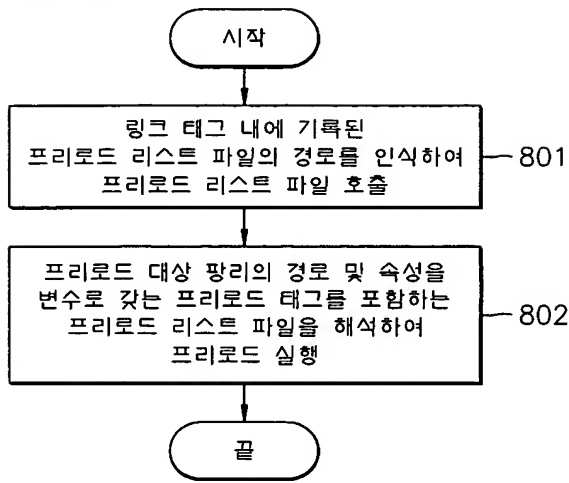 시작
링크 태그 내에 기록된
프리로드 리스트 파일의 경로를 인식하여
프리로드 리스트 파일 호출
801
프리로드 대상 팡리의 경로 및 속성을
변수로 갖는 프리로드 태그를 포함하는
프리로드 리스트 파일을 해석하여
프리로드 실행
802
끝